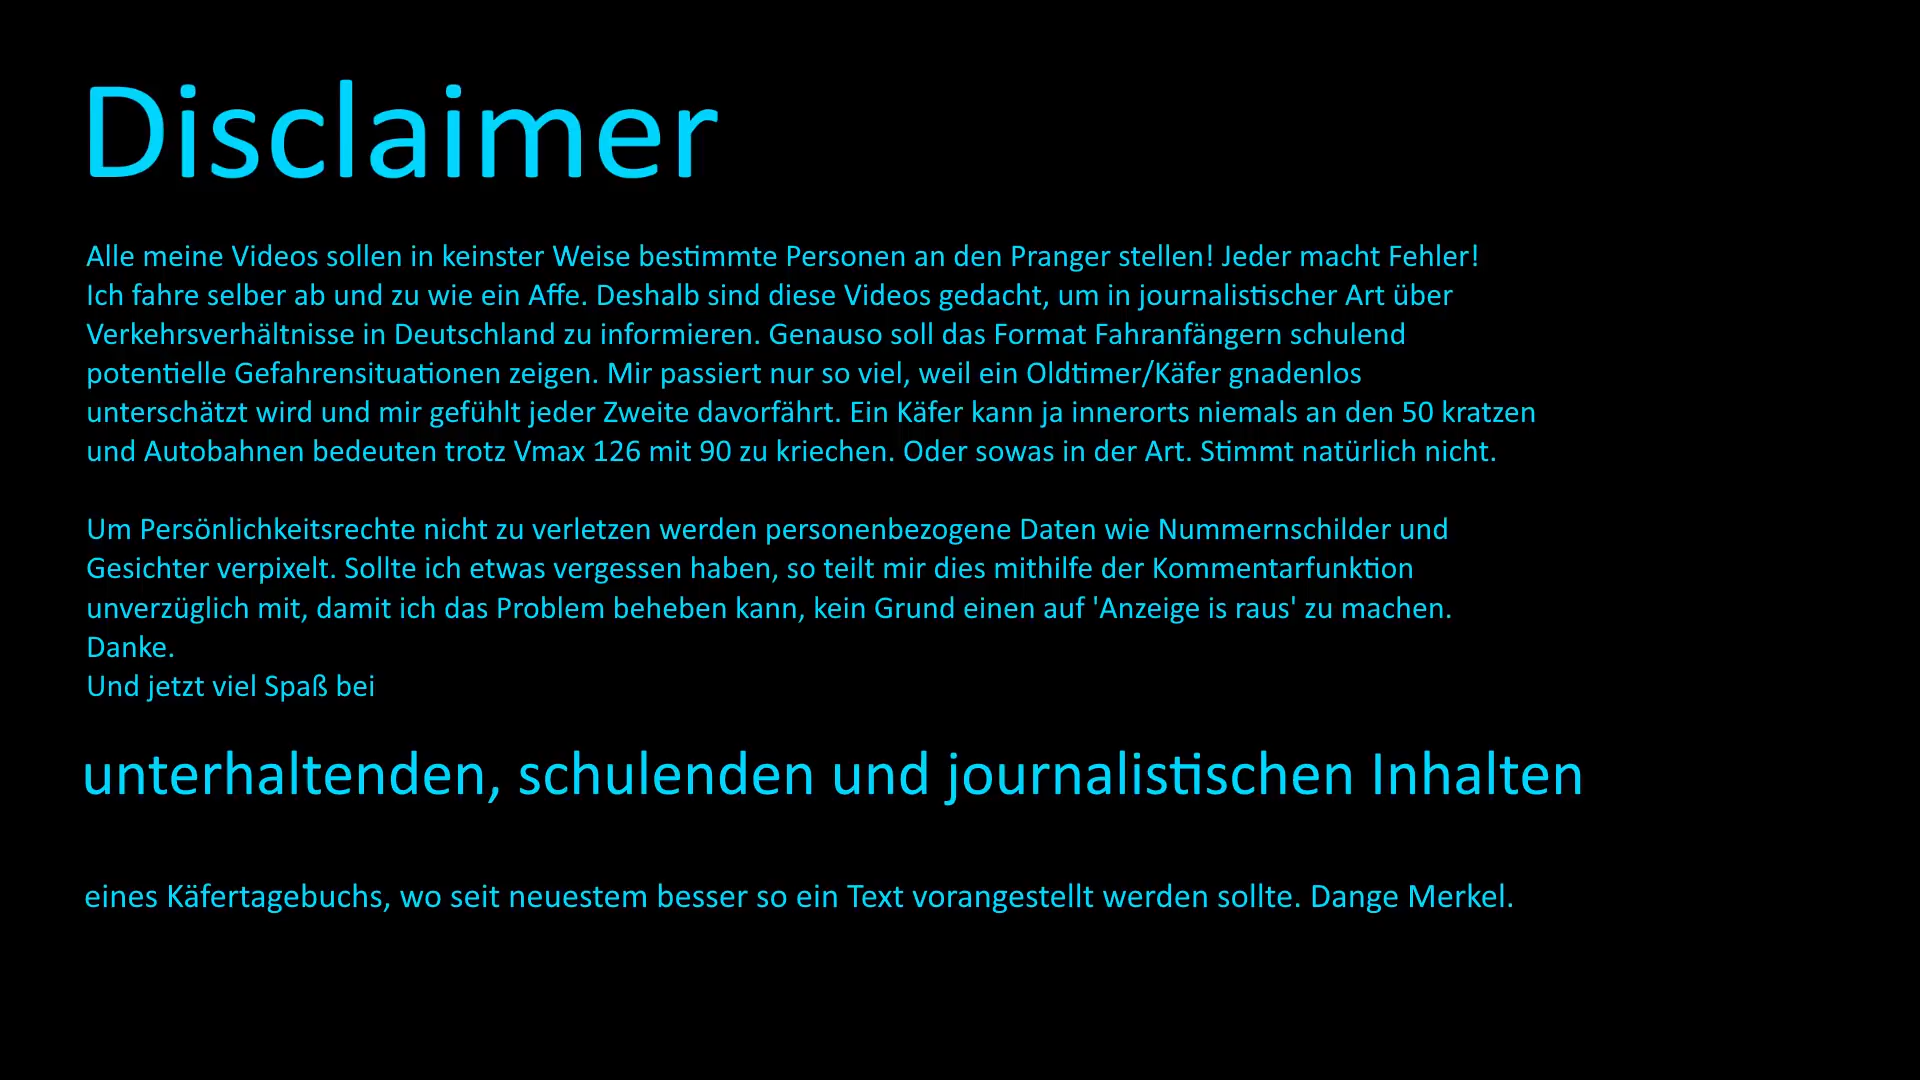 Disclaimer
Alle meine Videos sollen in keinster Weise bestimmte Personen an den Pranger stellen! Jeder macht Fehler!
Ich fahre selber ab und zu wie ein Affe. Deshalb sind diese Videos gedacht, um in journalistischer Art über
Verkehrsverhältnisse in Deutschland zu informieren. Genauso soll das Format Fahranfängern schulend
potentielle Gefahrensituationen zeigen. Mir passiert nur so viel, weil ein Oldtimer/Käfer gnadenlos
unterschätzt wird und mir gefühlt jeder Zweite davorfährt. Ein Käfer kann ja innerorts niemals an den 50 kratzen
und Autobahnen bedeuten trotz Vmax 126 mit 90 zu kriechen. Oder sowas in der Art. Stimmt natürlich nicht.
Um Persönlichkeitsrechte nicht zu verletzen werden personenbezogene Daten wie Nummernschilder und
Gesichter verpixelt. Sollte ich etwas vergessen haben, so teilt mir dies mithilfe der Kommentarfunktion
unverzüglich mit, damit ich das Problem beheben kann, kein Grund einen auf 'Anzeige is raus' zu machen.
Danke.
Und jetzt viel Spaß bei
unterhaltenden, schulenden und journalistischen Inhalten
eines Käfertagebuchs, wo seit neuestem besser so ein Text vorangestellt werden sollte. Dange Merkel.